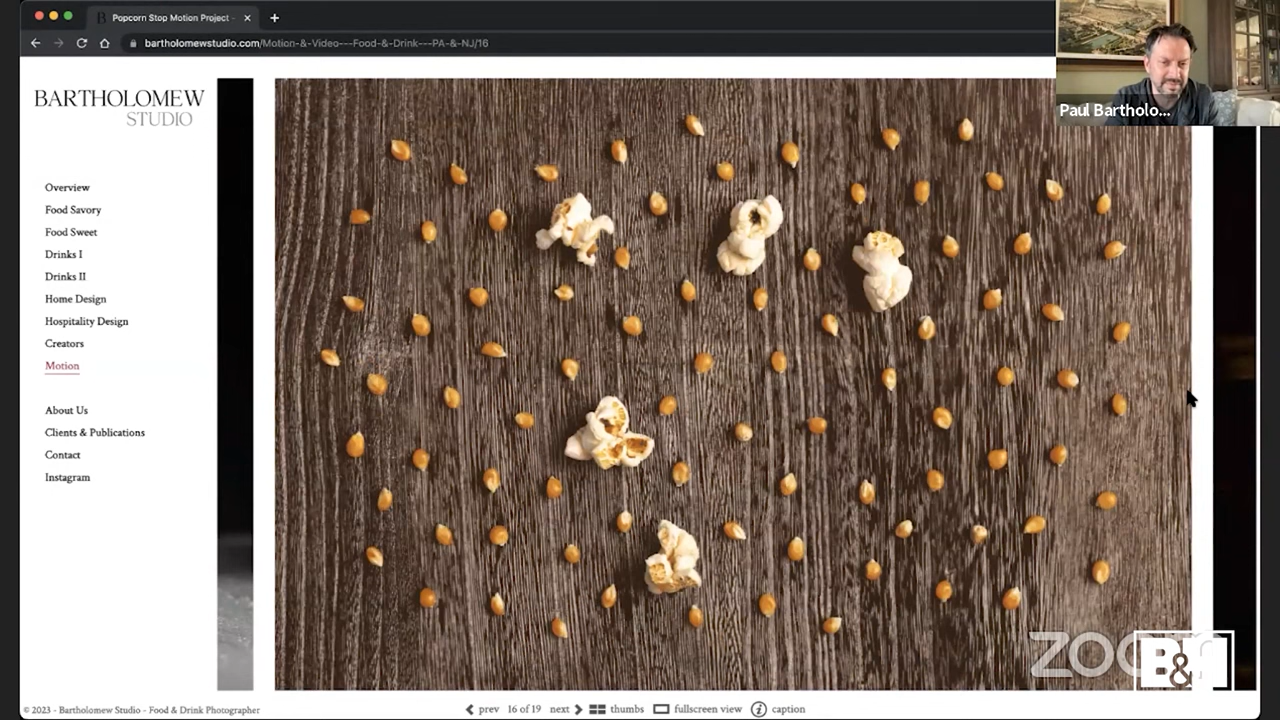 Popcorn Stop Motion Project -
bartholomewstudio.com/Motion-&-Video---Food-&-Drink---PA-&-NJ/16
Paul Bartholo...
BARTHOLOMEW
STUDIO
Overview
Food Savory
Food Sweet
Drinks I
Drinks II
Home Design
Hospitality Design
Creators
Motion
About Us
Clients & Publications
Contact
Instagram
B&H
© 2023 - Bartholomew Studio - Food & Drink Photographer
prev 16 of 19 next thumbs fullscreen view caption